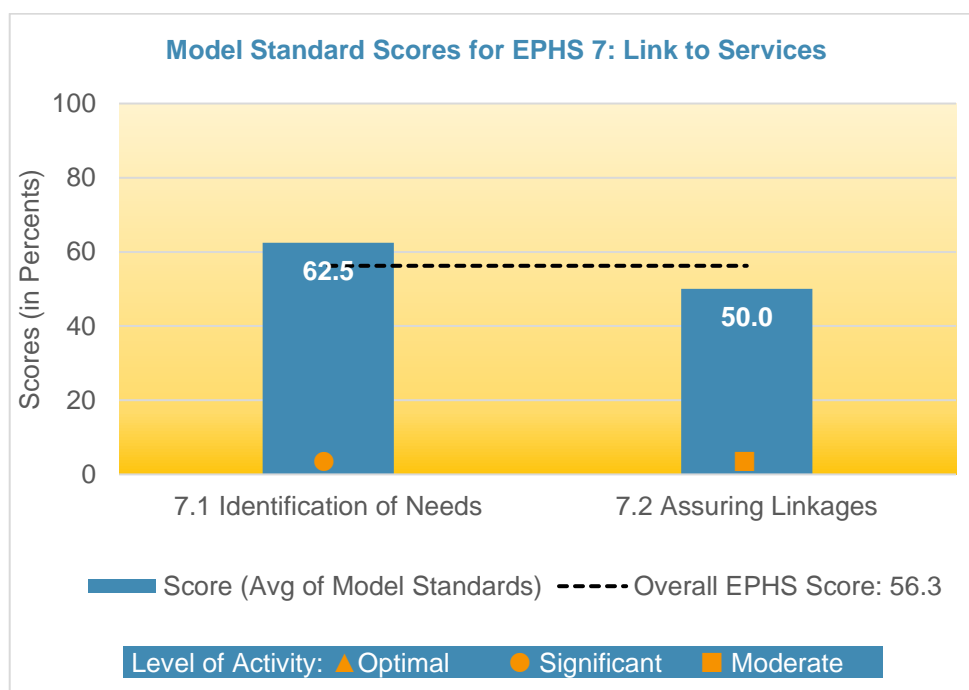 Model Standard Scores for EPHS 7: Link to Services
Scores (in Percents)
100
80
60
40
20
0
62.5
50.0
7.1 Identification of Needs
7.2 Assuring Linkages
Score (Avg of Model Standards)
Overall EPHS Score: 56.3
Level of Activity: Optimal Significant Moderate